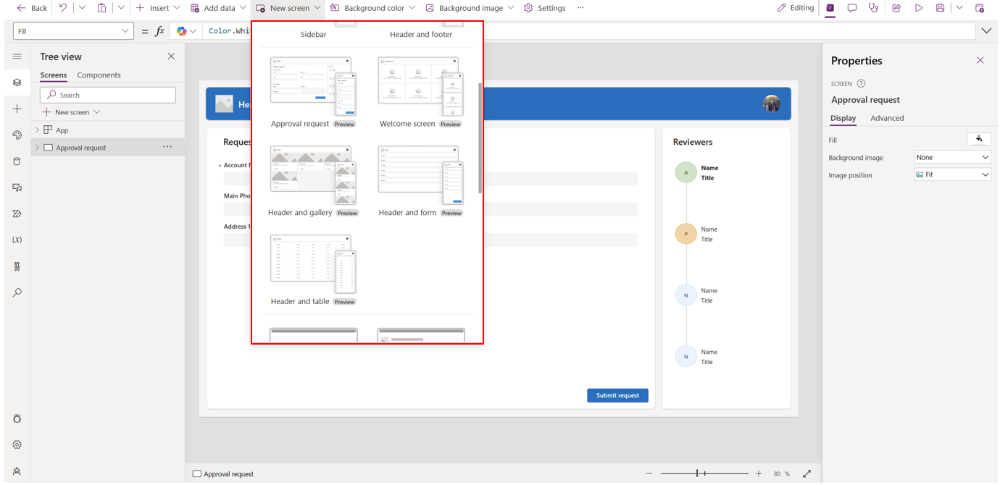 Back
Insert
Add data
New screen
Background color
Background image
Settings
Editing
Fill
=
fx
Color.Whi
Tree view
Screens
Components
Search
New screen
App
Approval request
Sidebar
Header and footer
Approval request Preview
Welcome screen Preview
Header and gallery Preview
Header and form Preview
Header and table Preview
Hea
Reques
* Account N
Main Pho
Address 1
Submit request
Reviewers
A
Name
Title
P
Name
Title
N
Name
Title
N
Name
Title
Properties
SCREEN
Approval request
Display
Advanced
Fill
Background image
None
Image position
Fit
Approval request
80 %